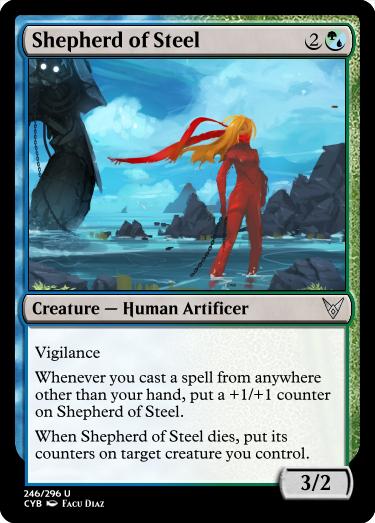 Shepherd of Steel 2
Creature — Human Artificer
Vigilance
Whenever you cast a spell from anywhere
other than your hand, put a +1/+1 counter
on Shepherd of Steel.
When Shepherd of Steel dies, put its
counters on target creature you control.
3/2
246/296 U
CYB Facu Diaz